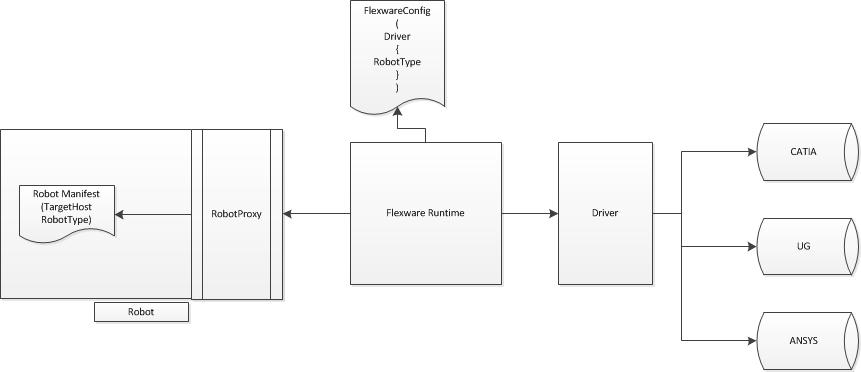 FlexwareConfig
(
Driver
{
RobotType
}
)
CATIA
Robot Manifest
(TargetHost
RobotType)
RobotProxy
Flexware Runtime
Driver
UG
Robot
ANSYS